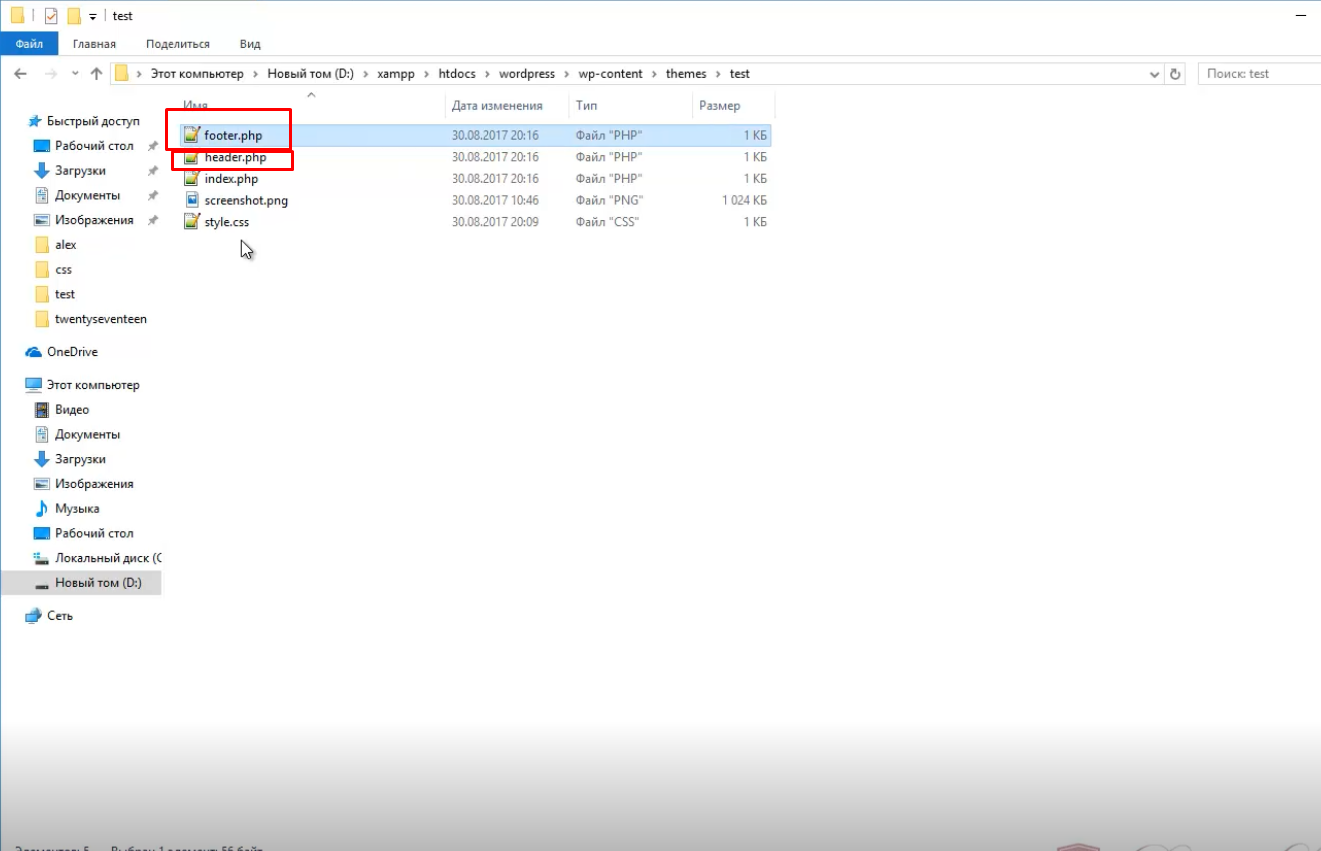 test
Файл Главная Поделиться Вид
Этот компьютер Новый том (D:) xampp htdocs wordpress wp-content themes test Поиск: test
Имя Дата изменения Тип Размер
footer.php 30.08.2017 20:16 Файл "PHP" 1 КБ
header.php 30.08.2017 20:16 Файл "PHP" 1 КБ
index.php 30.08.2017 20:16 Файл "PHP" 1 КБ
screenshot.png 30.08.2017 10:46 Файл "PNG" 1 024 КБ
style.css 30.08.2017 20:09 Файл "CSS" 1 КБ
Быстрый доступ
Рабочий стол
Загрузки
Документы
Изображения
alex
css
test
twentyseventeen
OneDrive
Этот компьютер
Видео
Документы
Загрузки
Изображения
Музыка
Рабочий стол
Локальный диск (C
Новый том (D:)
Сеть
Элементов: 5 Выбран 1 элемент: 56 байт